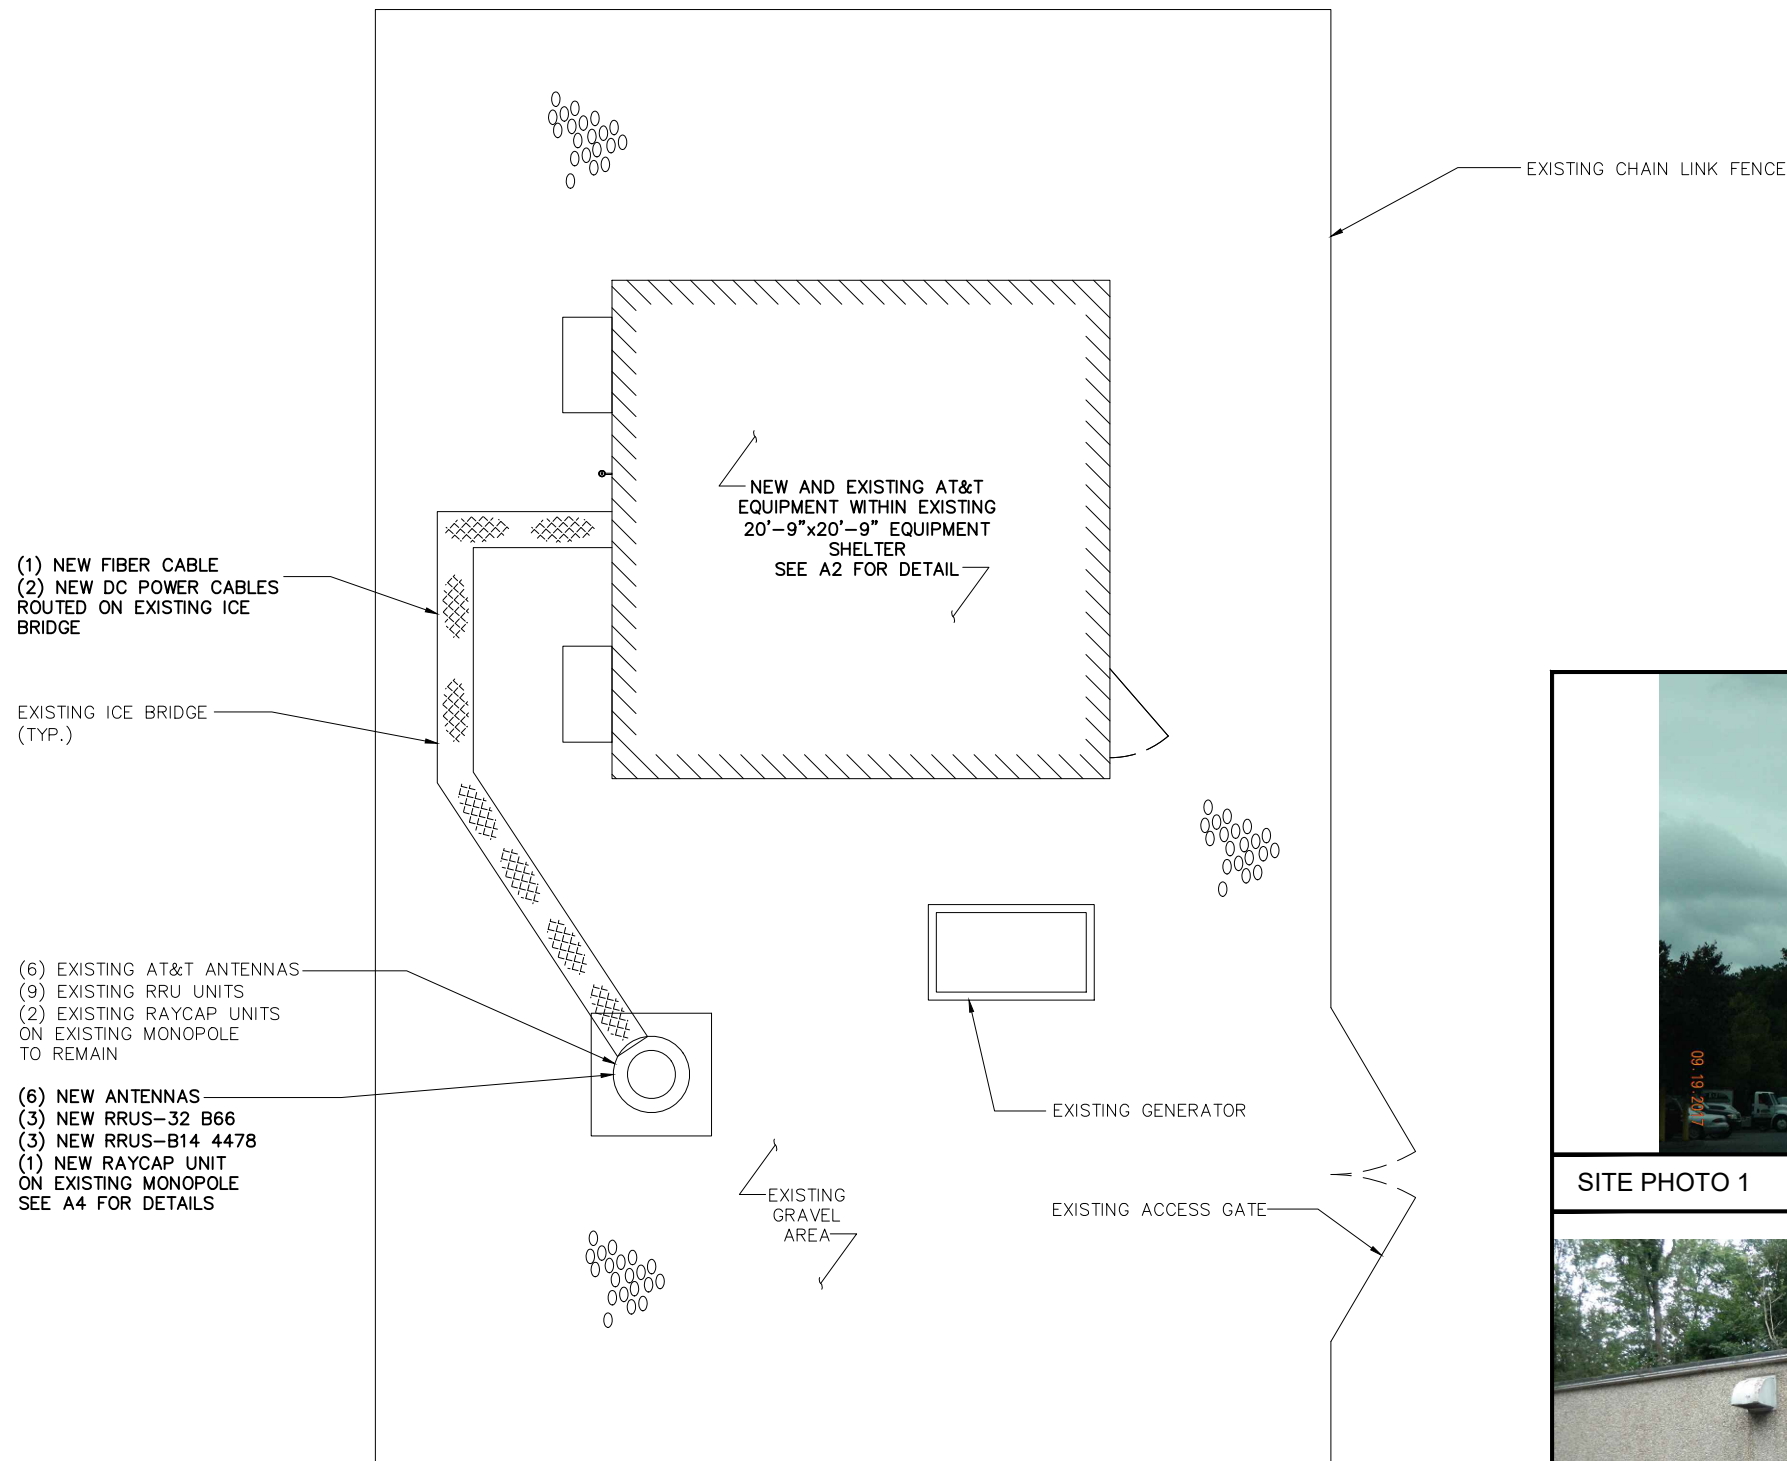 EXISTING CHAIN LINK FENCE
NEW AND EXISTING AT&T
EQUIPMENT WITHIN EXISTING
20'-9"x20'-9" EQUIPMENT
SHELTER
SEE A2 FOR DETAIL
(1) NEW FIBER CABLE
(2) NEW DC POWER CABLES
ROUTED ON EXISTING ICE
BRIDGE
EXISTING ICE BRIDGE
(TYP.)
(6) EXISTING AT&T ANTENNAS
(9) EXISTING RRU UNITS
(2) EXISTING RAYCAP UNITS
ON EXISTING MONOPOLE
TO REMAIN
(6) NEW ANTENNAS
(3) NEW RRUS-32 B66
(3) NEW RRUS-B14 4478
(1) NEW RAYCAP UNIT
ON EXISTING MONOPOLE
SEE A4 FOR DETAILS
EXISTING GENERATOR
EXISTING
GRAVEL
AREA
EXISTING ACCESS GATE
09.19.2017
SITE PHOTO 1